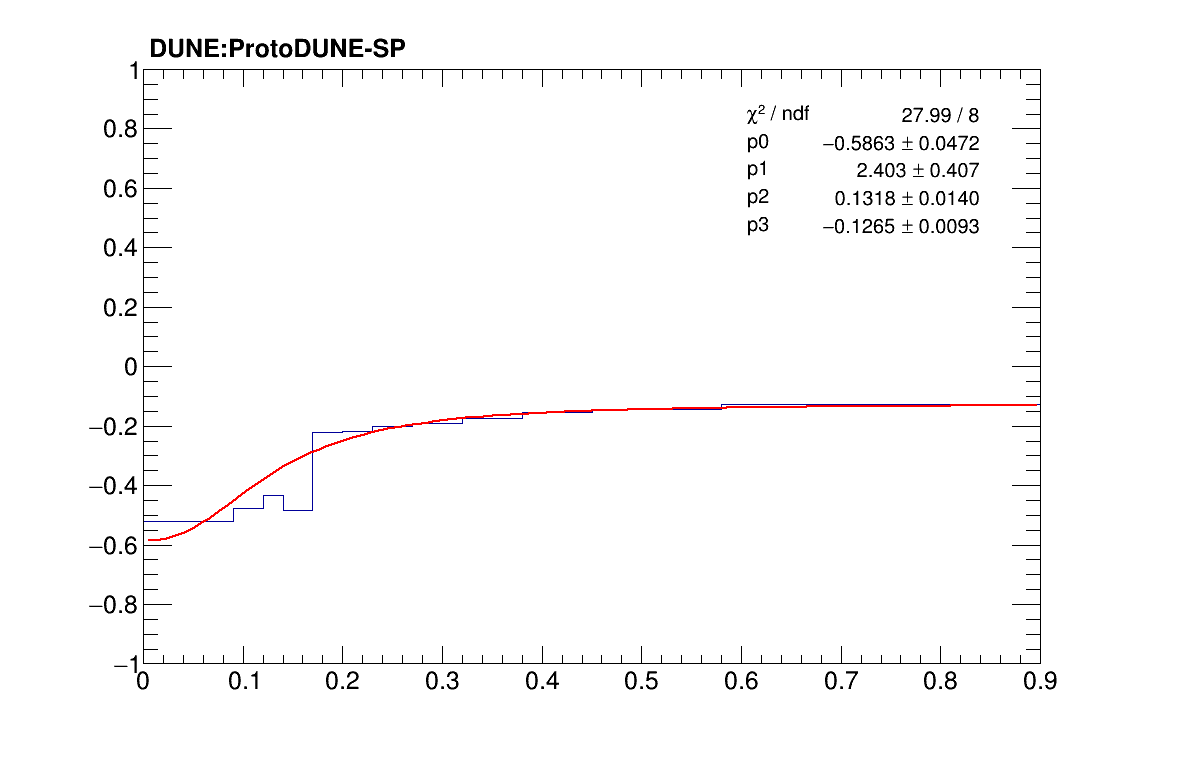 DUNE:ProtoDUNE-SP
χ² / ndf 27.99 / 8
p0 −0.5863 ± 0.0472
p1 2.403 ± 0.407
p2 0.1318 ± 0.0140
p3 −0.1265 ± 0.0093
1
0.8
0.6
0.4
0.2
0
−0.2
−0.4
−0.6
−0.8
−1
0 0.1 0.2 0.3 0.4 0.5 0.6 0.7 0.8 0.9